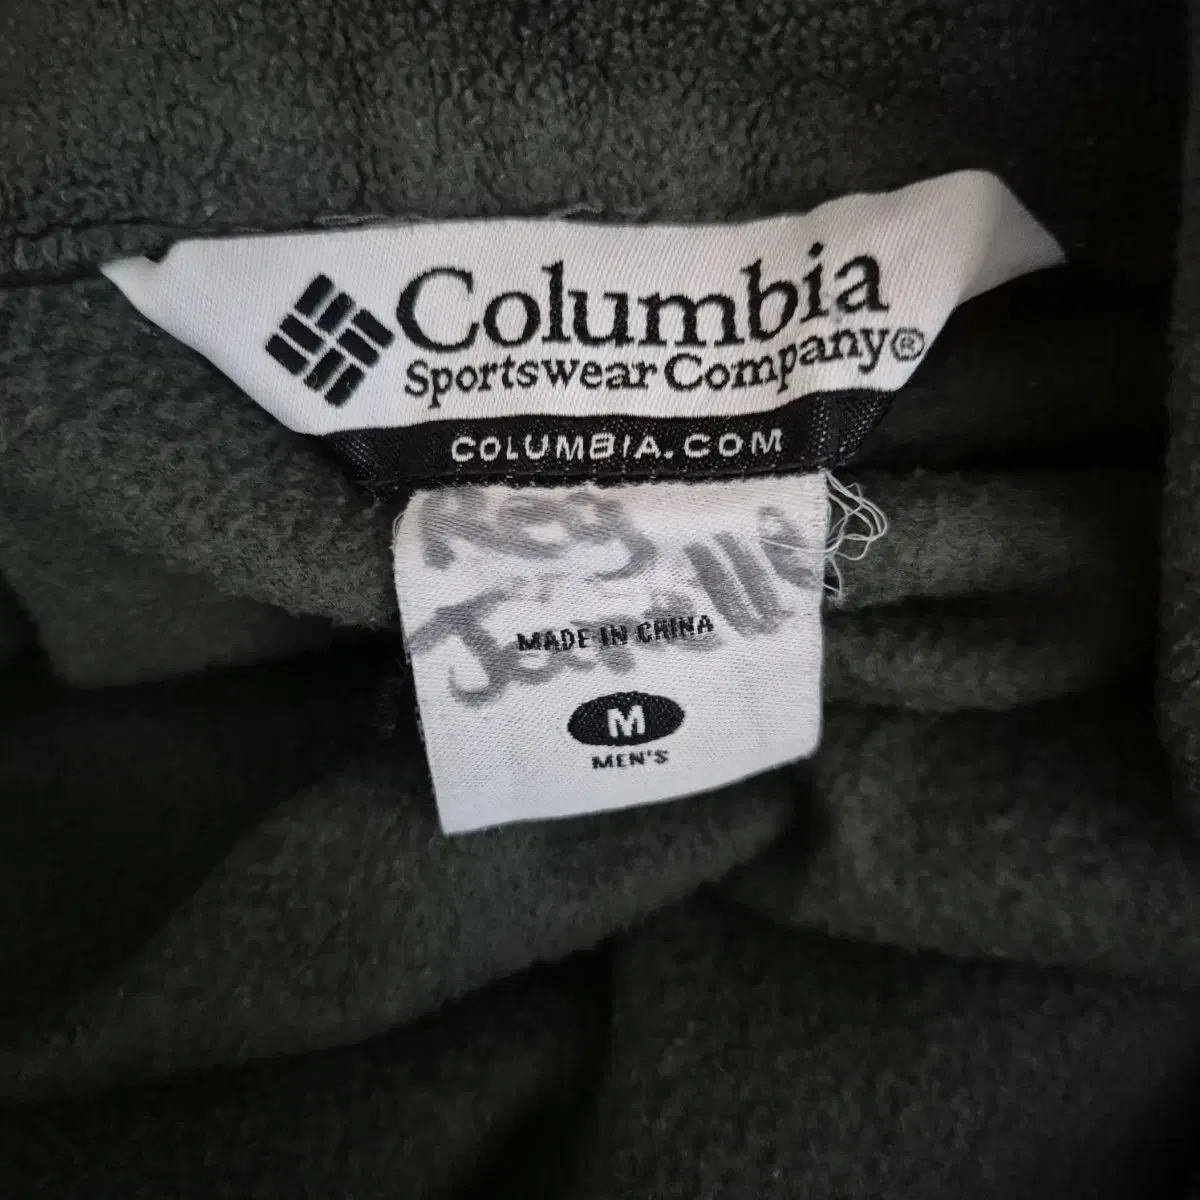 Columbia
Sportswear Company®
COLUMBIA.COM
MADE IN CHINA
M
MEN'S